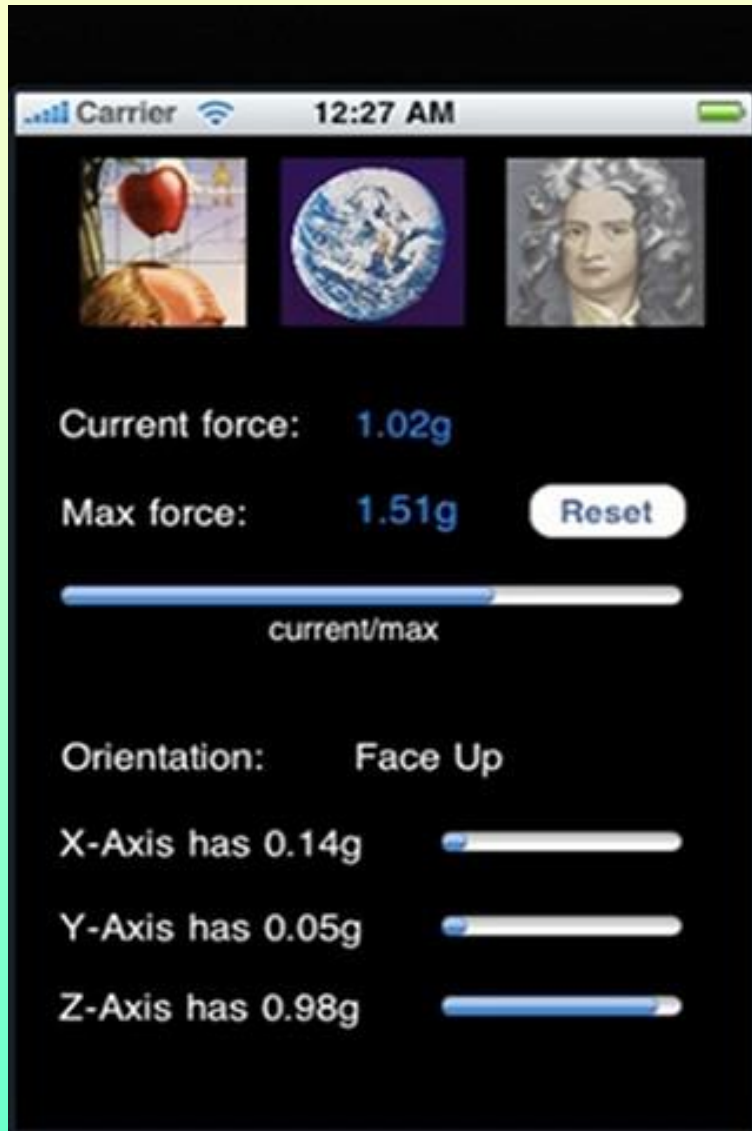 Carrier 12:27 AM
Current force: 1.02g
Max force: 1.51g Reset
current/max
Orientation: Face Up
X-Axis has 0.14g
Y-Axis has 0.05g
Z-Axis has 0.98g